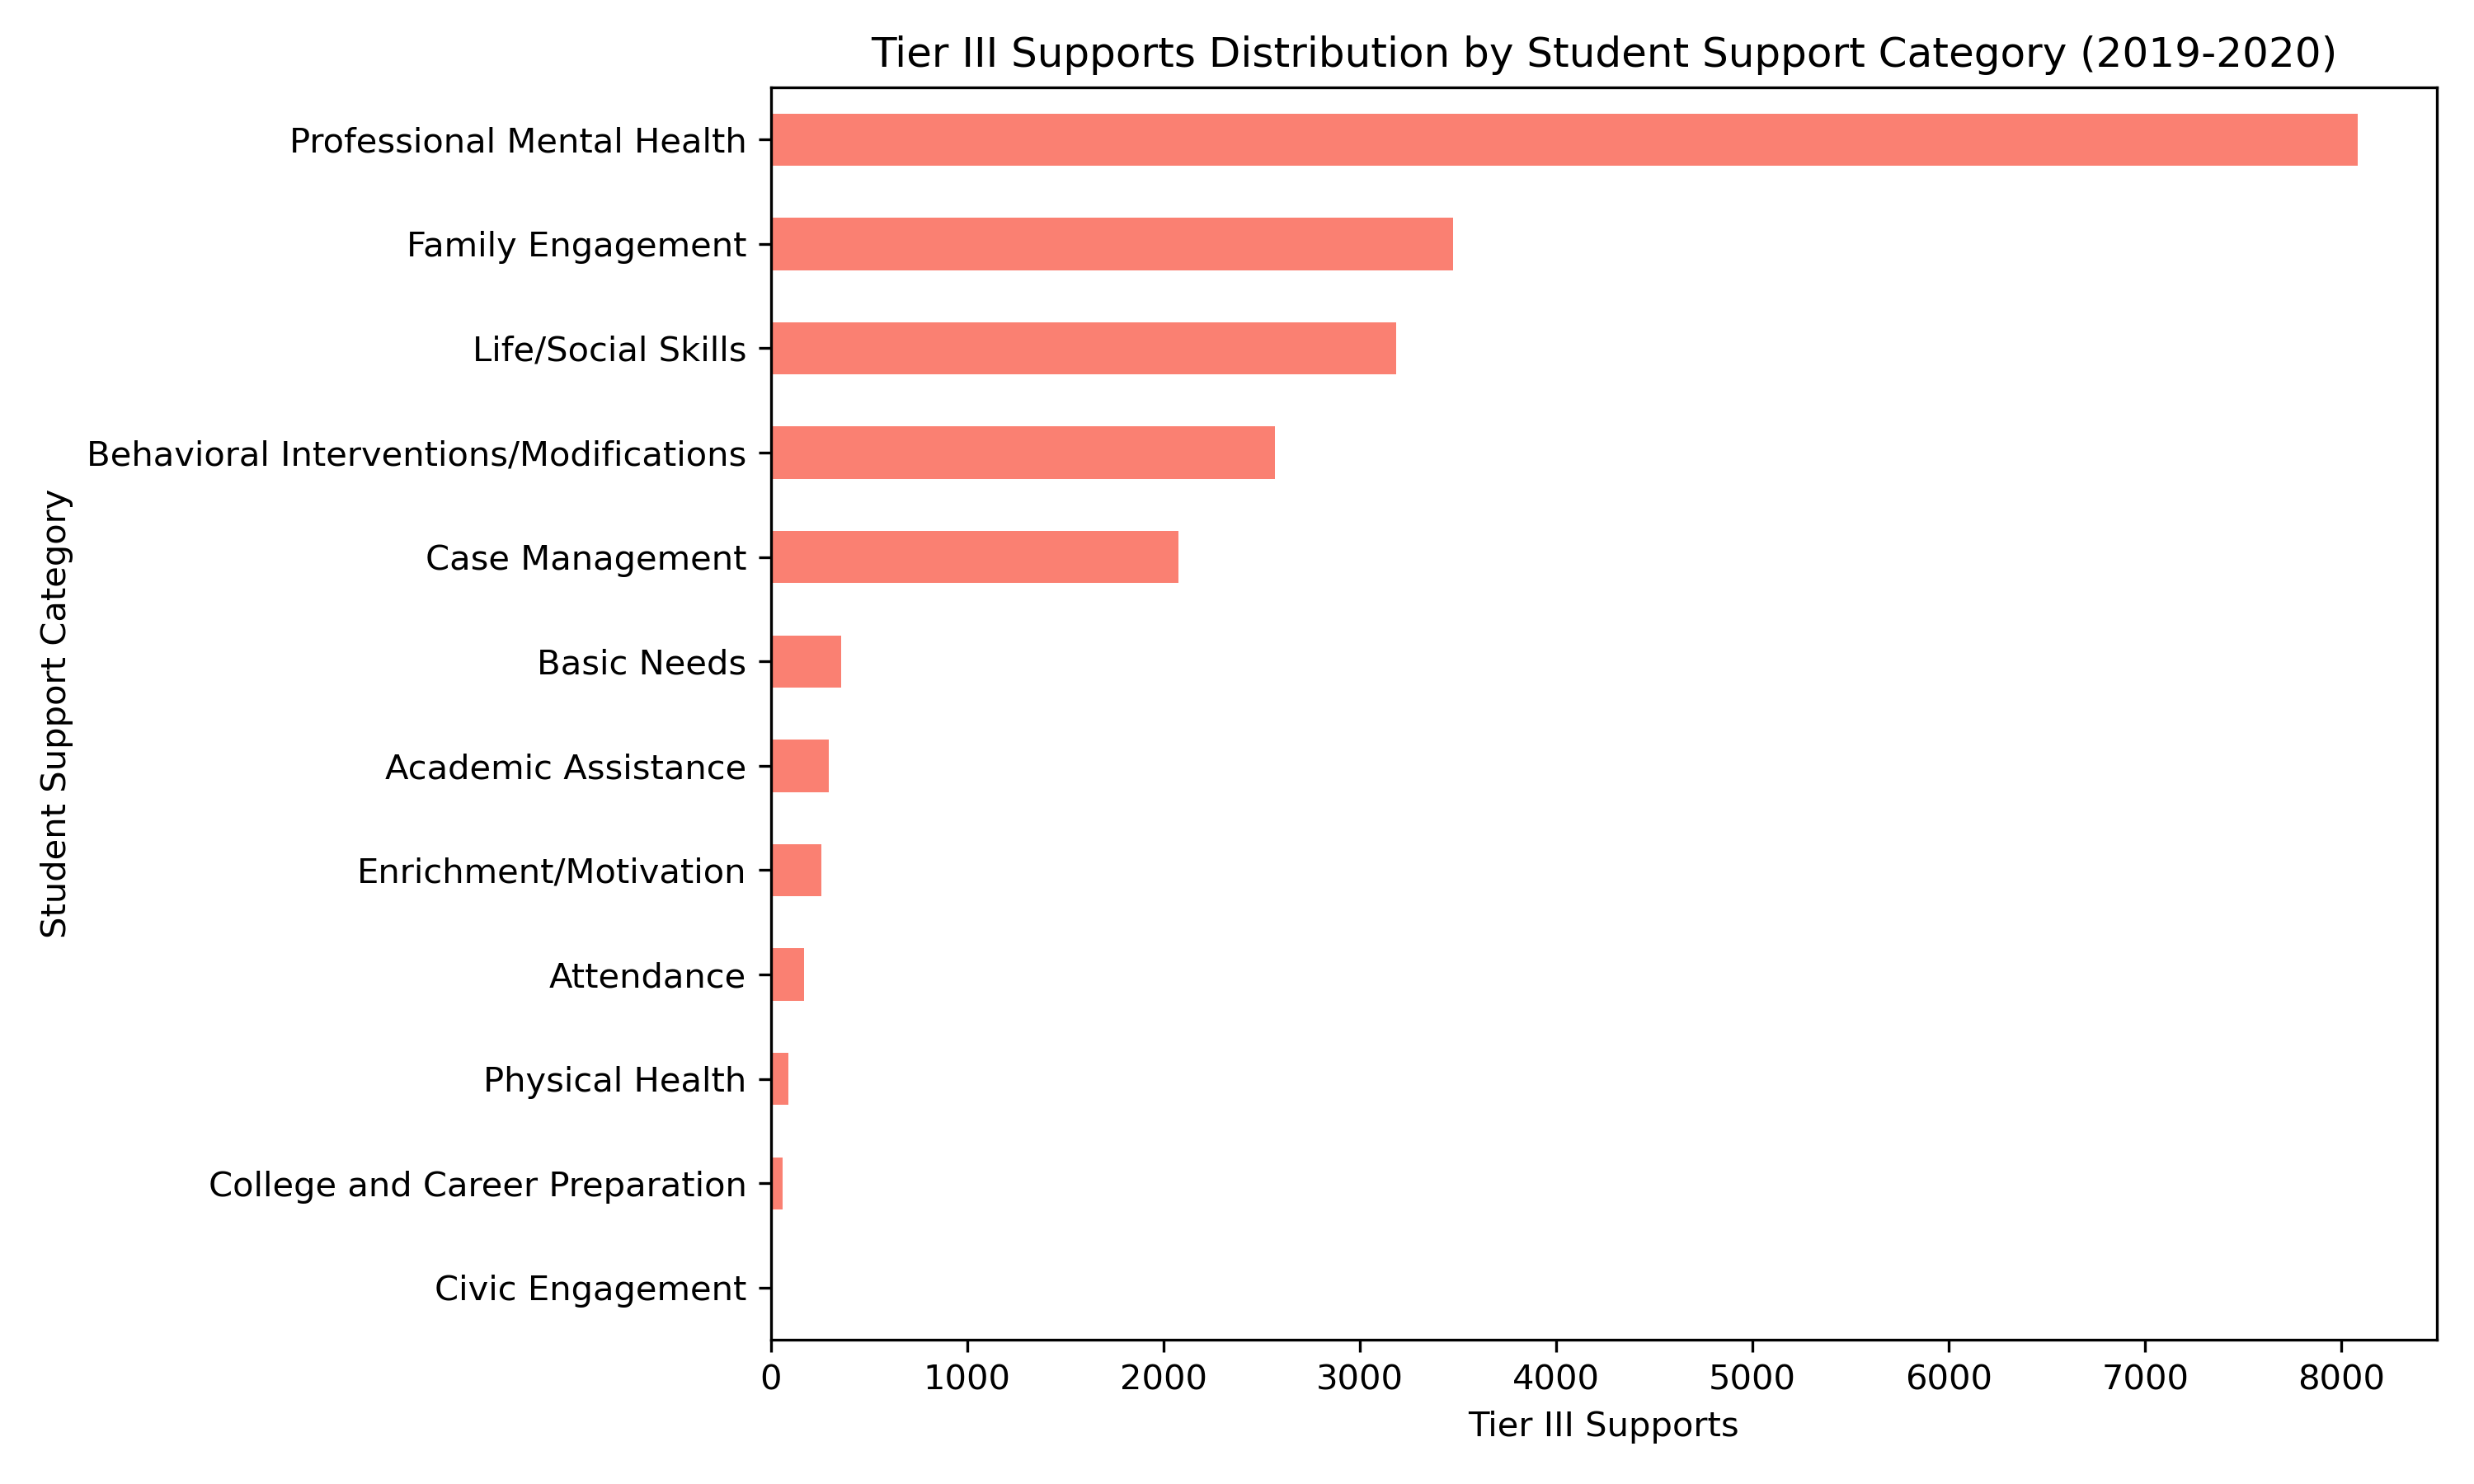 Tier III Supports Distribution by Student Support Category (2019-2020)
Student Support Category
Professional Mental Health
Family Engagement
Life/Social Skills
Behavioral Interventions/Modifications
Case Management
Basic Needs
Academic Assistance
Enrichment/Motivation
Attendance
Physical Health
College and Career Preparation
Civic Engagement
0 1000 2000 3000 4000 5000 6000 7000 8000
Tier III Supports